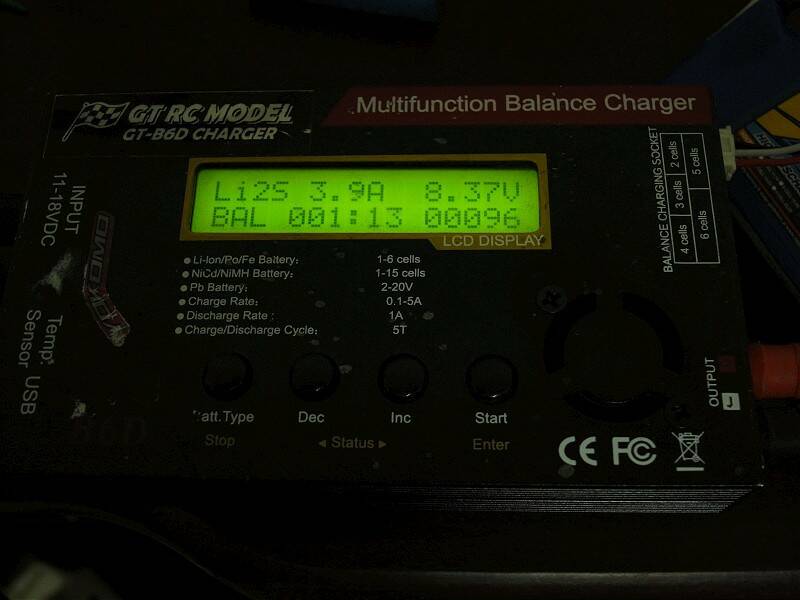 GT RC MODEL
GT-B6D CHARGER
Multifunction Balance Charger
Li2S 3.9A 8.37V
BAL 001:13 00096
LCD DISPLAY
INPUT
11-18VDC
Temp.
Sensor
USB
Li-Ion/Po/Fe Battery: 1-6 cells
NiCd/NiMH Battery: 1-15 cells
Pb Battery: 2-20V
Charge Rate: 0.1-5A
Discharge Rate: 1A
Charge/Discharge Cycle: 5T
BALANCE CHARGING SOCKET
2 cells
3 cells
4 cells
5 cells
6 cells
Batt.Type
Dec
Inc
Start
Stop
◄ Status ►
Enter
OUTPUT
CE FC